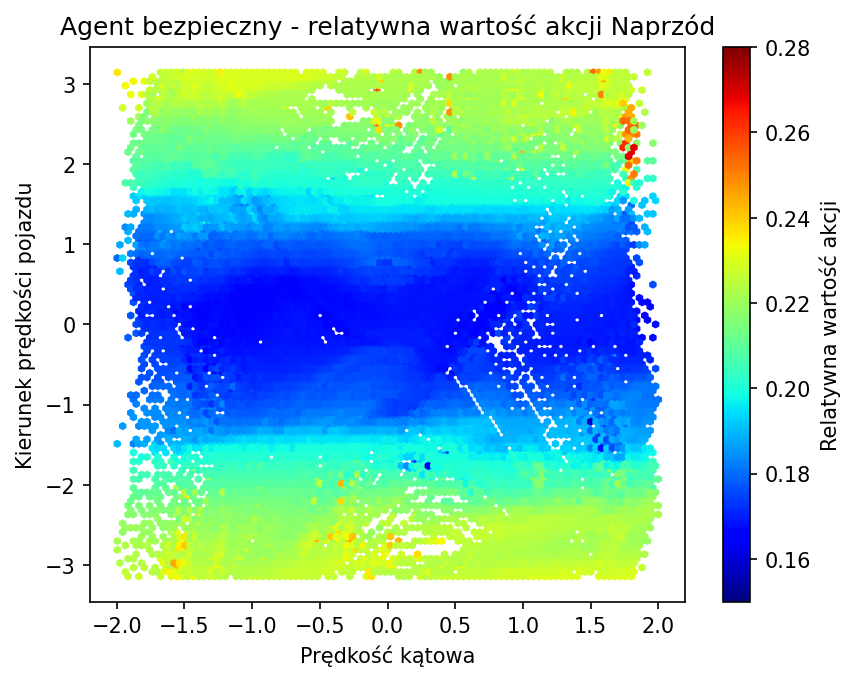 Agent bezpieczny - relatywna wartość akcji Naprzód
3
2
1
0
−1
−2
−3
Kierunek prędkości pojazdu
−2.0 −1.5 −1.0 −0.5 0.0 0.5 1.0 1.5 2.0
Prędkość kątowa
0.28
0.26
0.24
0.22
0.20
0.18
0.16
Relatywna wartość akcji